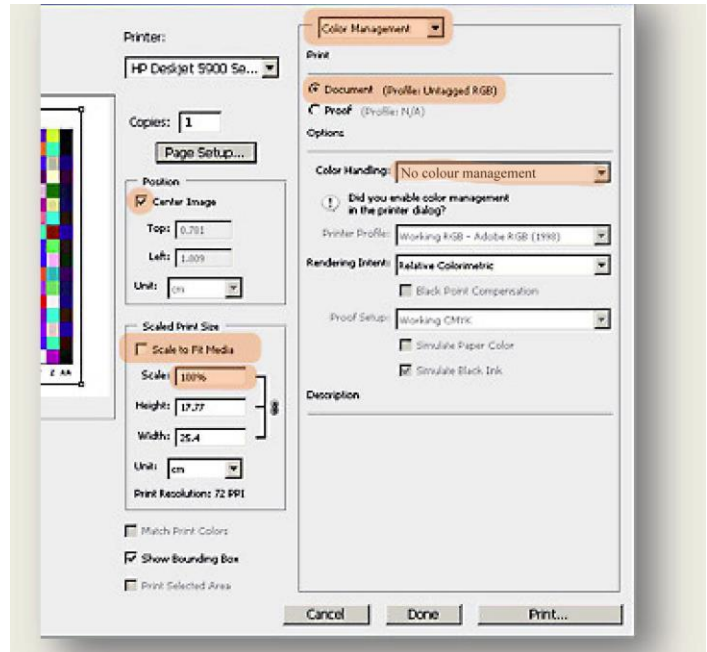 Printer:
HP Deskjet 5900 Se...
Copies: 1
Page Setup...
Position
Center Image
Top: 0.781
Left: 1.009
Unit: cm
Scaled Print Size
Scale to Fit Media
Scale: 100%
Height: 17.77
Width: 25.4
Unit: cm
Print Resolution: 72 PPI
Match Print Colors
Show Bounding Box
Print Selected Area
Z AA
Color Management
Print
Document (Profile: Untagged RGB)
Proof (Profile: N/A)
Options
Color Handling: No colour management
Did you enable color management
in the printer dialog?
Printer Profile: Working RGB - Adobe RGB (1998)
Rendering Intent: Relative Colorimetric
Black Point Compensation
Proof Setup: Working CMYK
Simulate Paper Color
Simulate Black Ink
Description
Cancel
Done
Print...